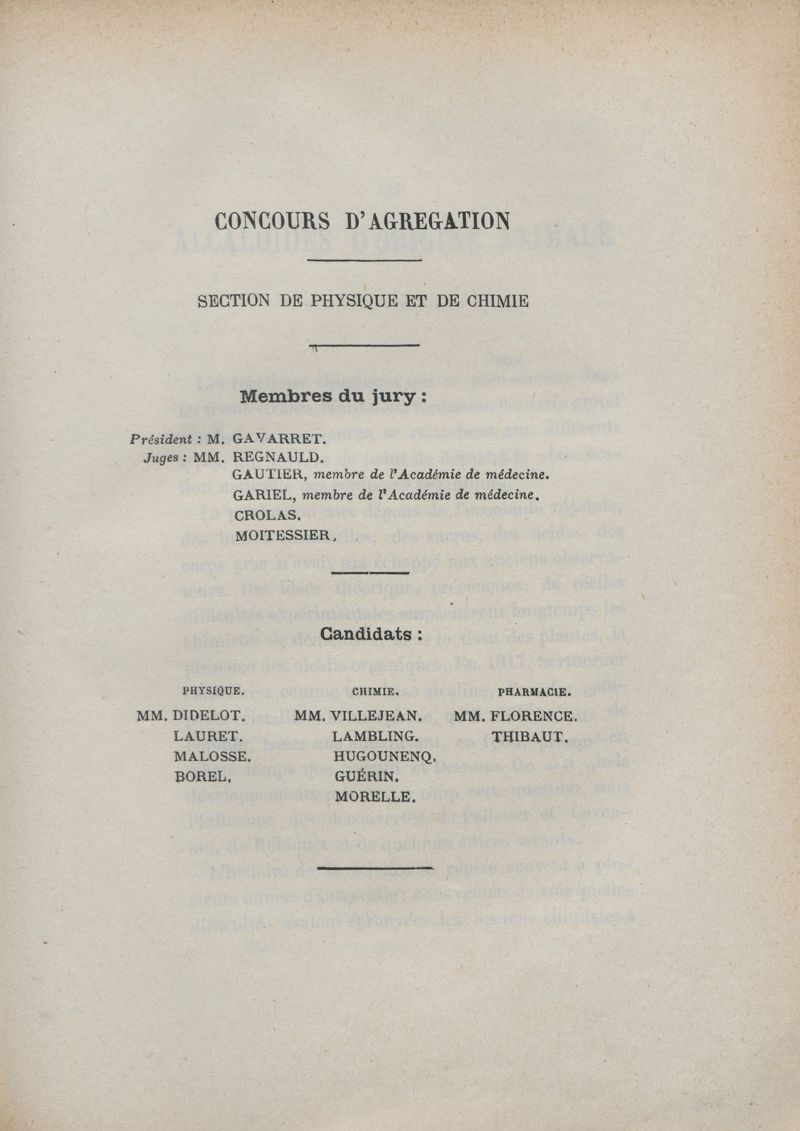 CONCOURS D'AGREGATION
SECTION DE PHYSIQUE ET DE CHIMIE
Membres du jury :
Président : M. GAVARRET.
Juges : MM. REGNAULD.
GAUTIER, membre de l'Académie de médecine.
GARIEL, membre de l'Académie de médecine.
CROLAS.
MOITESSIER.
Candidats :
PHYSIQUE. CHIMIE. PHARMACIE.
MM. DIDELOT. MM. VILLEJEAN. MM. FLORENCE.
LAURET. LAMBLING. THIBAUT.
MALOSSE. HUGOUNENQ.
BOREL. GUÉRIN.
MORELLE.